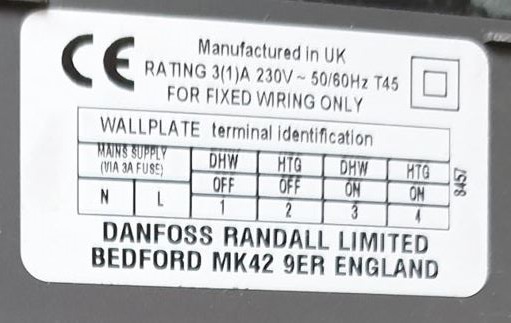 CE
Manufactured in UK
RATING 3(1)A 230V ~ 50/60Hz T45
FOR FIXED WIRING ONLY
WALLPLATE terminal identification
MAINS SUPPLY DHW HTG DHW HTG
(VIA 3A FUSE) OFF OFF ON ON
N L 1 2 3 4
8457
DANFOSS RANDALL LIMITED
BEDFORD MK42 9ER ENGLAND